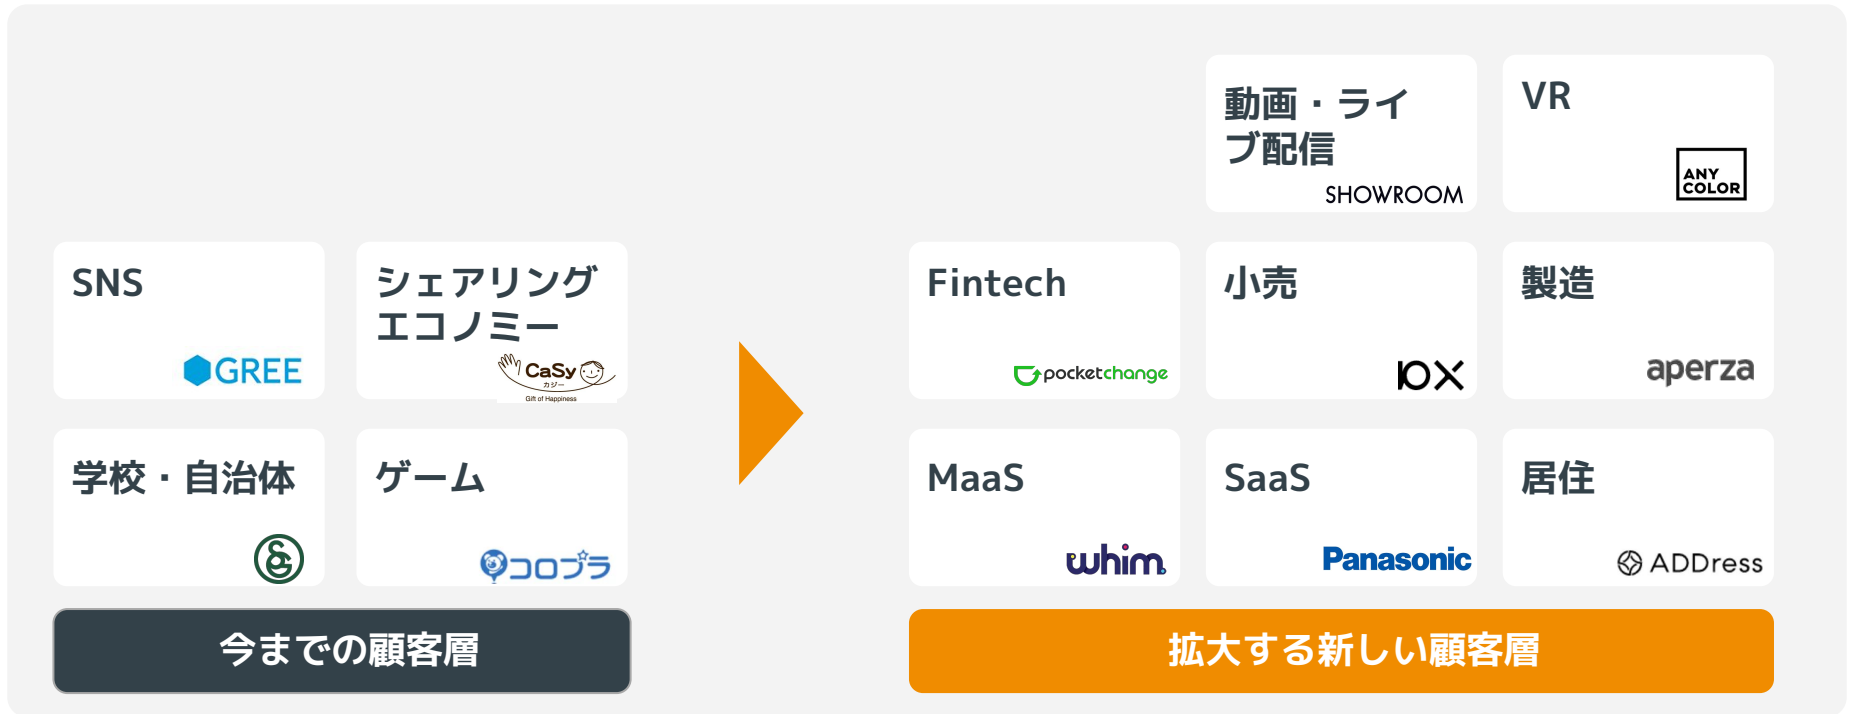 動画・ライ
ブ配信
SHOWROOM
VR
ANY
COLOR
SNS
GREE
シェアリング
エコノミー
CaSy
カジー
Gift of Happiness
Fintech
pocketchange
小売
10X
製造
aperza
学校・自治体
ゲーム
コロプラ
MaaS
whim
SaaS
Panasonic
居住
ADDress
今までの顧客層
拡大する新しい顧客層